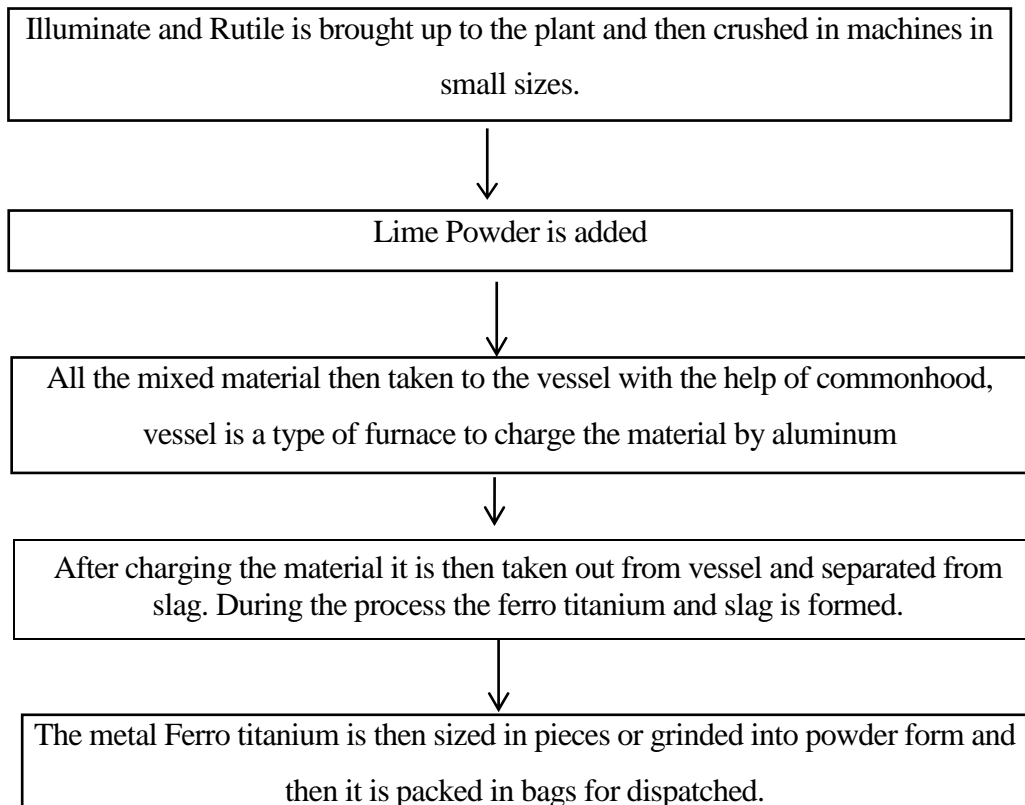 Illuminate and Rutile is brought up to the plant and then crushed in machines in
small sizes.
Lime Powder is added
All the mixed material then taken to the vessel with the help of commonhood,
vessel is a type of furnace to charge the material by aluminum
After charging the material it is then taken out from vessel and separated from
slag. During the process the ferro titanium and slag is formed.
The metal Ferro titanium is then sized in pieces or grinded into powder form and
then it is packed in bags for dispatched.